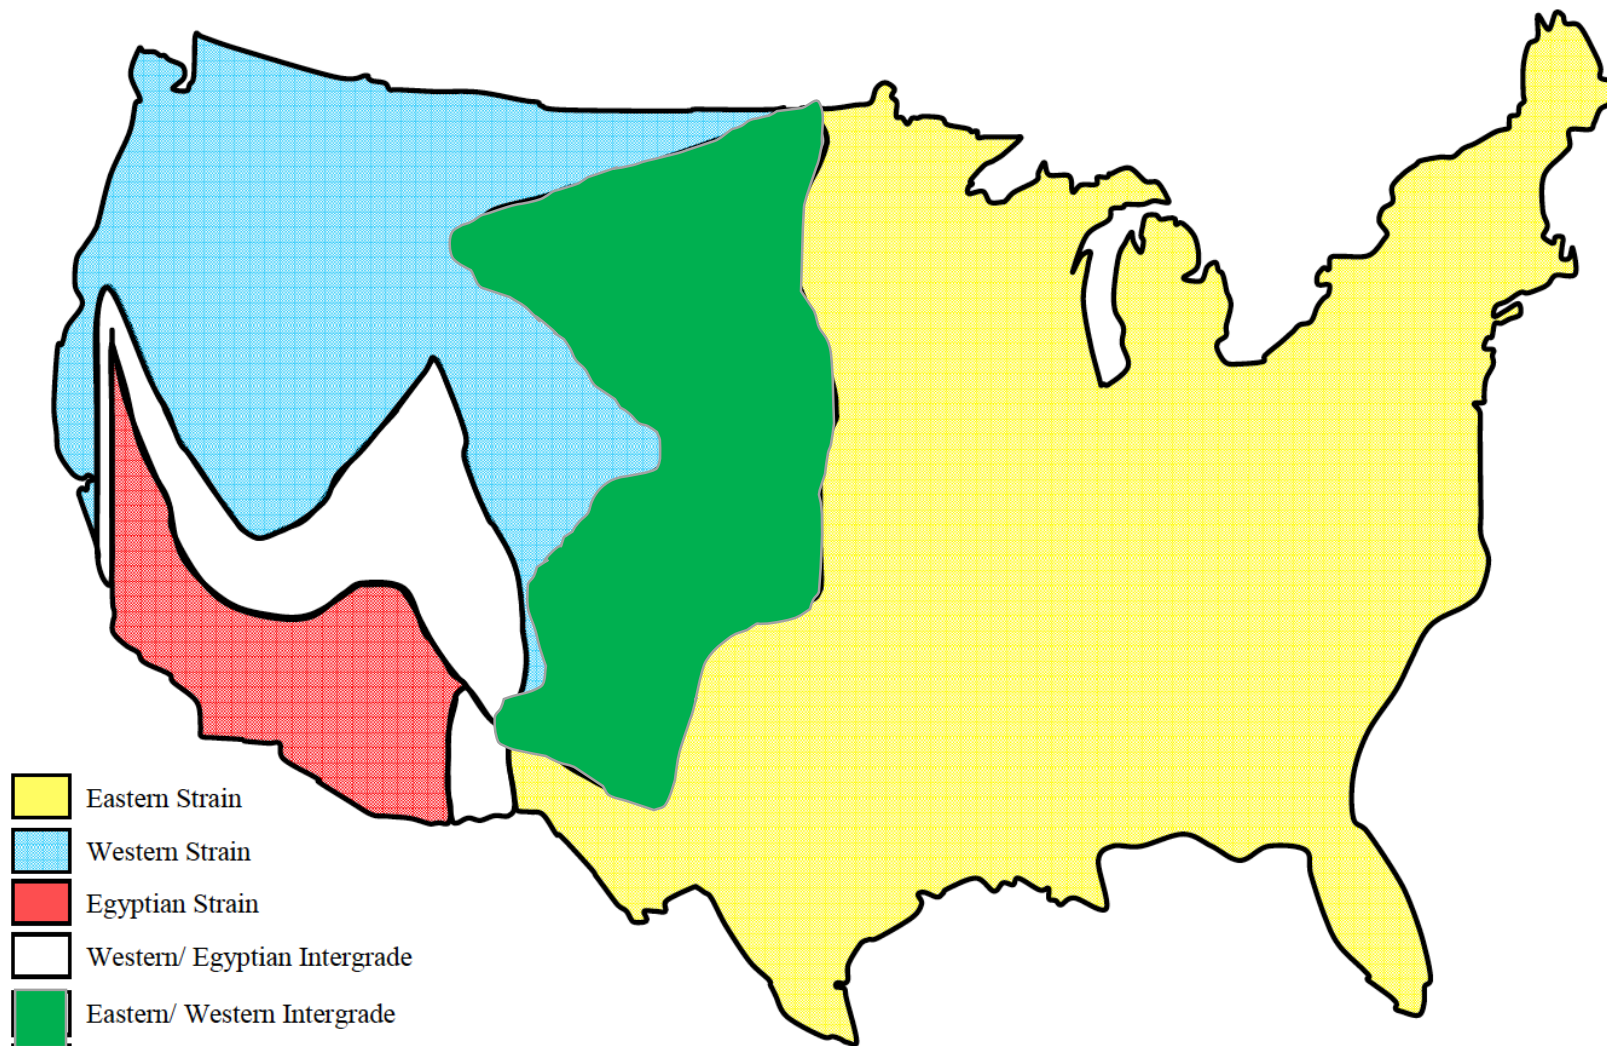 Eastern Strain
Western Strain
Egyptian Strain
Western/ Egyptian Intergrade
Eastern/ Western Intergrade